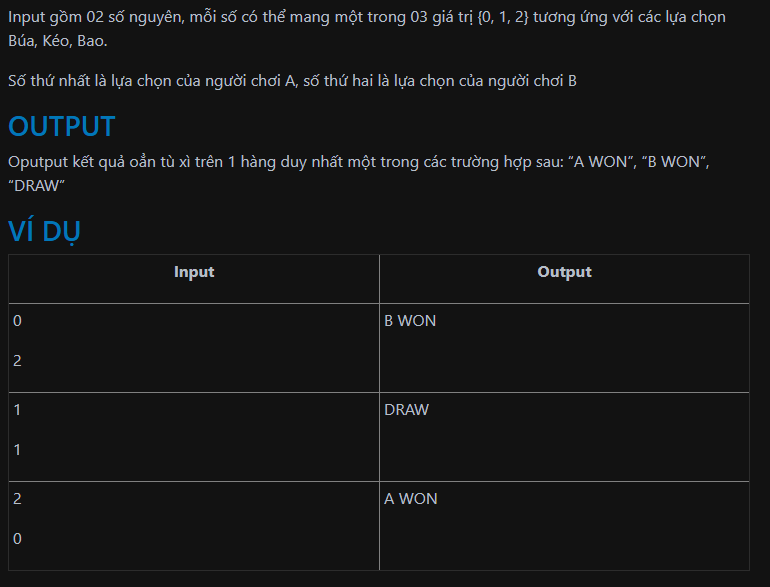 Input gồm 02 số nguyên, mỗi số có thể mang một trong 03 giá trị {0, 1, 2} tương ứng với các lựa chọn
Búa, Kéo, Bao.
Số thứ nhất là lựa chọn của người chơi A, số thứ hai là lựa chọn của người chơi B
OUTPUT
Oputput kết quả oẳn tù xì trên 1 hàng duy nhất một trong các trường hợp sau: “A WON”, “B WON”,
“DRAW”
VÍ DỤ
Input Output
0 B WON
2
1 DRAW
1
2 A WON
0